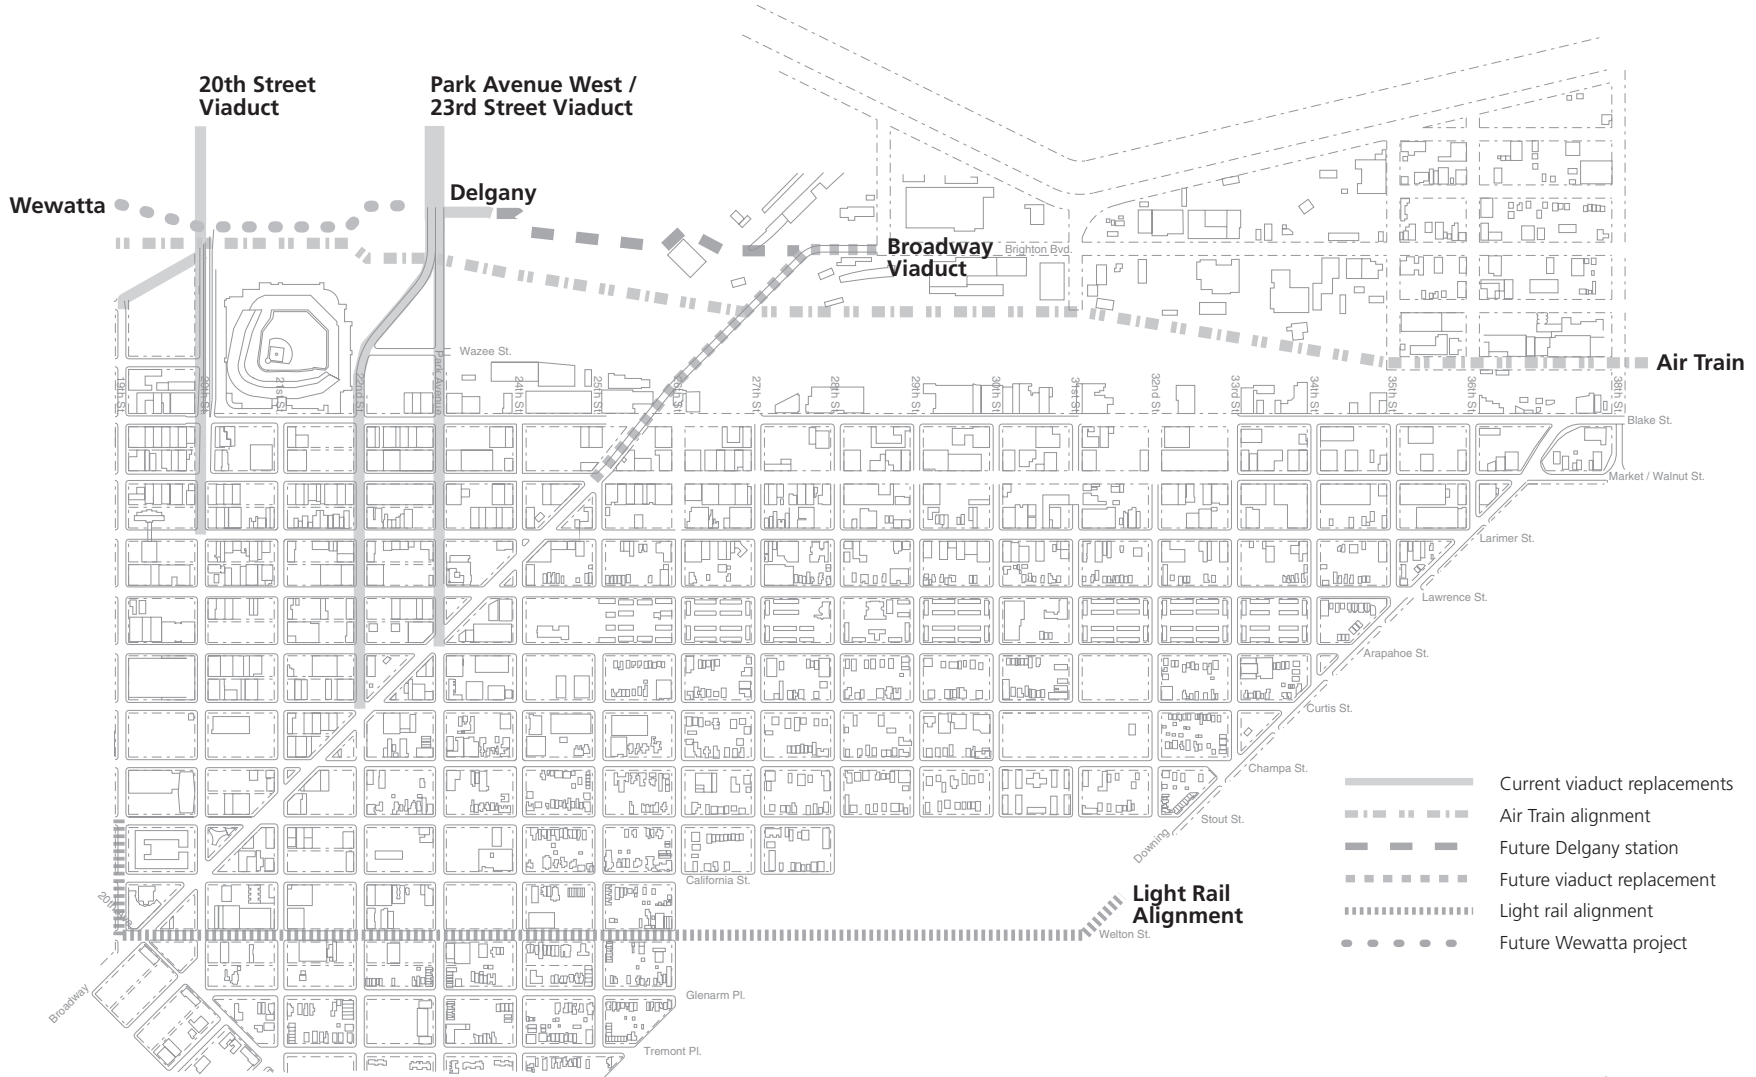 20th Street
Viaduct
Park Avenue West /
23rd Street Viaduct
Wewatta
Delgany
Broadway
Viaduct
Brighton Bvd.
Air Train
Wazee St.
19th St.
20th St.
21st St.
22nd St.
Park Avenue
24th St.
25th St.
26th St.
27th St.
28th St.
29th St.
30th St.
31st St.
32rd St.
33rd St.
34th St.
35th St.
36th St.
38th St.
Blake St.
Market / Walnut St.
Larimer St.
Lawrence St.
Arapahoe St.
Curtis St.
Champa St.
Stout St.
Downing
California St.
20th Ave.
Light Rail
Alignment
Welton St.
Broadway
Glenarm Pl.
Tremont Pl.
Current viaduct replacements
Air Train alignment
Future Delgany station
Future viaduct replacement
Light rail alignment
Future Wewatta project